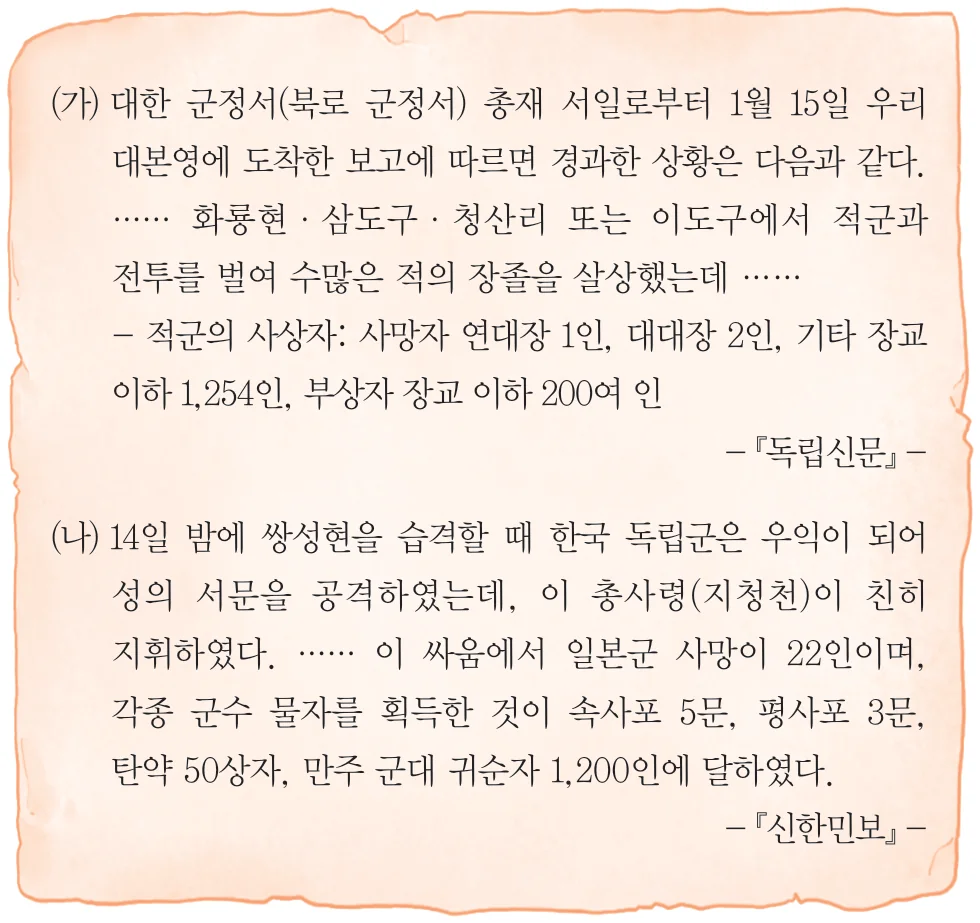 (가) 대한 군정서(북로 군정서) 총재 서일로부터 1월 15일 우리
대본영에 도착한 보고에 따르면 경과한 상황은 다음과 같다.
…… 화룡현 · 삼도구 · 청산리 또는 이도구에서 적군과
전투를 벌여 수많은 적의 장졸을 살상했는데 ……
- 적군의 사상자: 사망자 연대장 1인, 대대장 2인, 기타 장교
이하 1,254인, 부상자 장교 이하 200여 인
-『독립신문』-
(나) 14일 밤에 쌍성현을 습격할 때 한국 독립군은 우익이 되어
성의 서문을 공격하였는데, 이 총사령(지청천)이 친히
지휘하였다. …… 이 싸움에서 일본군 사망이 22인이며,
각종 군수 물자를 획득한 것이 속사포 5문, 평사포 3문,
탄약 50상자, 만주 군대 귀순자 1,200인에 달하였다.
-『신한민보』-